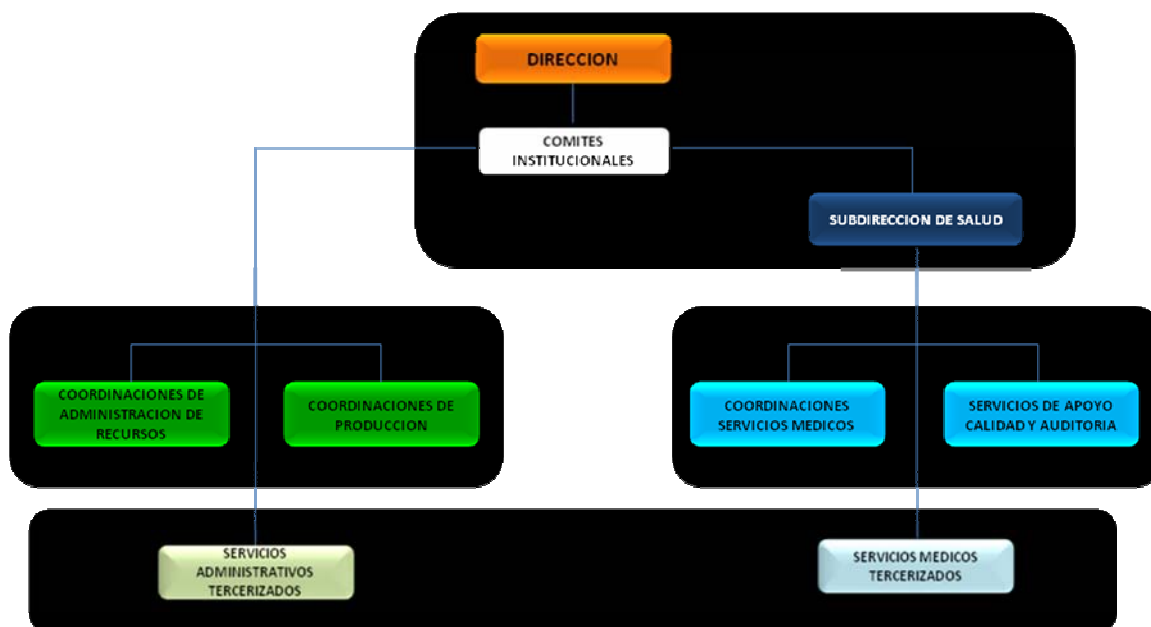 DIRECCION
COMITES
INSTITUCIONALES
SUBDIRECCION DE SALUD
COORDINACIONES DE
ADMINISTRACION DE
RECURSOS
COORDINACIONES DE
PRODUCCION
COORDINACIONES
SERVICIOS MEDICOS
SERVICIOS DE APOYO
CALIDAD Y AUDITORIA
SERVICIOS
ADMINISTRATIVOS
TERCERIZADOS
SERVICIOS MEDICOS
TERCERIZADOS